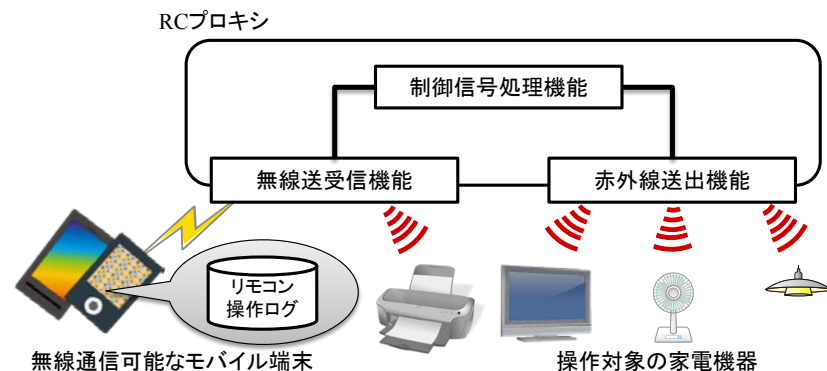 RCプロキシ
制御信号処理機能
無線送受信機能
赤外線送出機能
リモコン
操作ログ
無線通信可能なモバイル端末
操作対象の家電機器